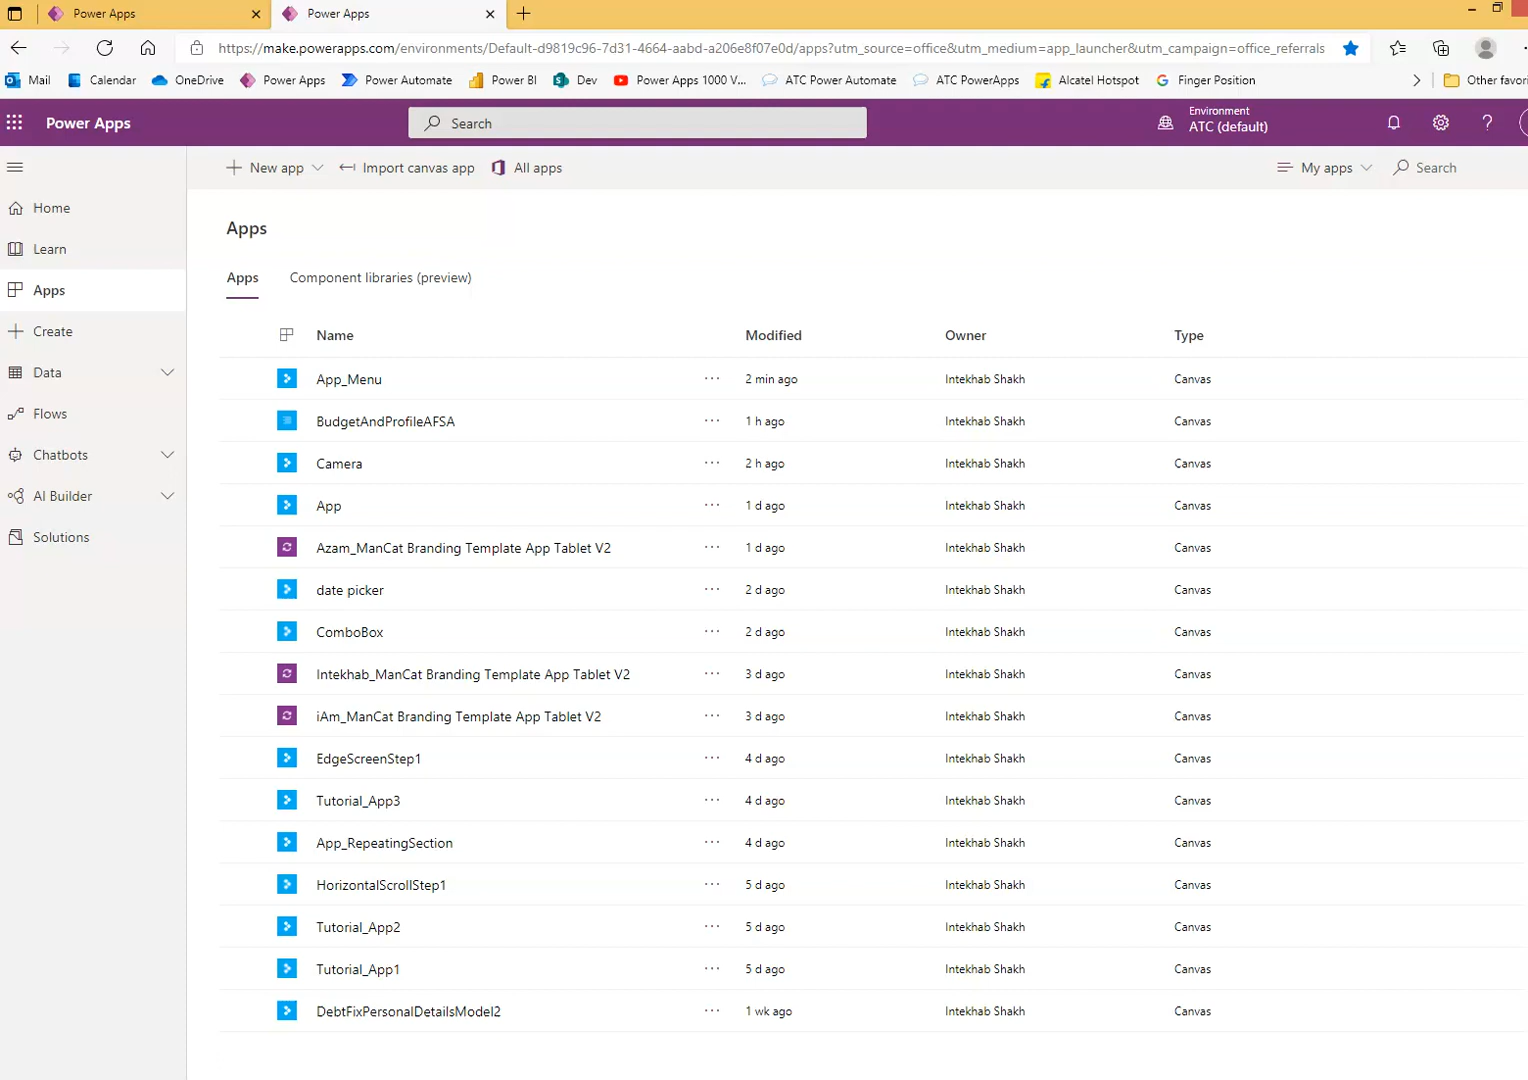 Power Apps
Power Apps
https://make.powerapps.com/environments/Default-d9819c96-7d31-4664-aabd-a206e8f07e0d/apps?utm_source=office&utm_medium=app_launcher&utm_campaign=office_referrals
Mail Calendar OneDrive Power Apps Power Automate Power BI Dev Power Apps 1000 V... ATC Power Automate ATC PowerApps Alcatel Hotspot Finger Position Other favori
Power Apps
Search
Environment
ATC (default)
New app Import canvas app All apps My apps Search
Home
Learn
Apps
Create
Data
Flows
Chatbots
AI Builder
Solutions
Apps
Apps Component libraries (preview)
Name Modified Owner Type
App_Menu ... 2 min ago Intekhab Shakh Canvas
BudgetAndProfileAFSA ... 1 h ago Intekhab Shakh Canvas
Camera ... 2 h ago Intekhab Shakh Canvas
App ... 1 d ago Intekhab Shakh Canvas
Azam_ManCat Branding Template App Tablet V2 ... 1 d ago Intekhab Shakh Canvas
date picker ... 2 d ago Intekhab Shakh Canvas
ComboBox ... 2 d ago Intekhab Shakh Canvas
Intekhab_ManCat Branding Template App Tablet V2 ... 3 d ago Intekhab Shakh Canvas
iAm_ManCat Branding Template App Tablet V2 ... 3 d ago Intekhab Shakh Canvas
EdgeScreenStep1 ... 4 d ago Intekhab Shakh Canvas
Tutorial_App3 ... 4 d ago Intekhab Shakh Canvas
App_RepeatingSection ... 4 d ago Intekhab Shakh Canvas
HorizontalScrollStep1 ... 5 d ago Intekhab Shakh Canvas
Tutorial_App2 ... 5 d ago Intekhab Shakh Canvas
Tutorial_App1 ... 5 d ago Intekhab Shakh Canvas
DebtFixPersonalDetailsModel2 ... 1 wk ago Intekhab Shakh Canvas